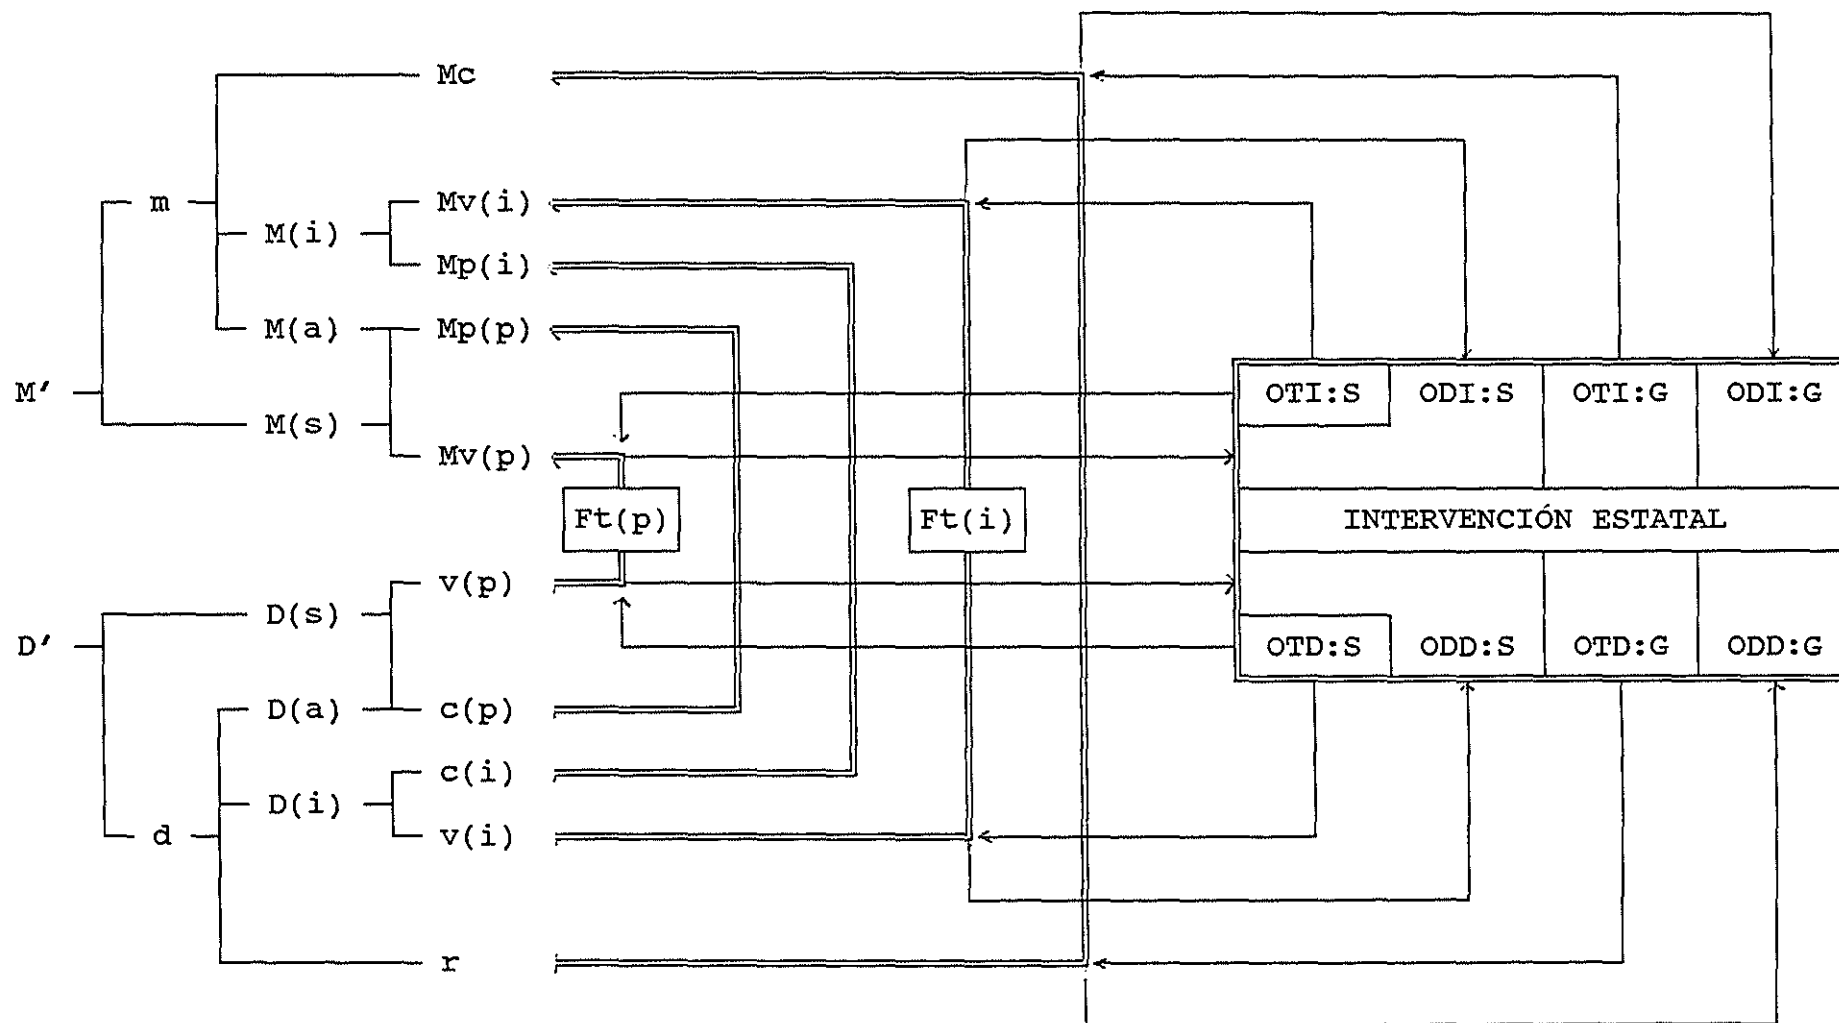 Mc
m
Mv(i)
M(i)
Mp(i)
M(a)
Mp(p)
M'
OTI:S
ODI:S
OTI:G
ODI:G
M(s)
Mv(p)
Ft(p)
Ft(i)
INTERVENCIÓN ESTATAL
v(p)
D(s)
D'
OTD:S
ODD:S
OTD:G
ODD:G
D(a)
c(p)
c(i)
D(i)
d
v(i)
r